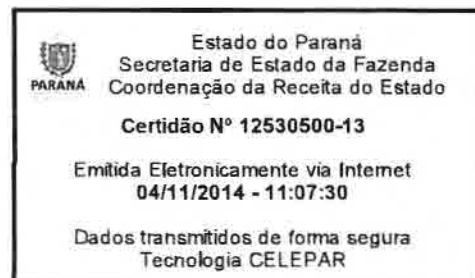 Estado do Paraná
Secretaria de Estado da Fazenda
PARANÁ
Coordenação da Receita do Estado
Certidão Nº 12530500-13
Emitida Eletronicamente via Internet
04/11/2014 - 11:07:30
Dados transmitidos de forma segura
Tecnologia CELEPAR